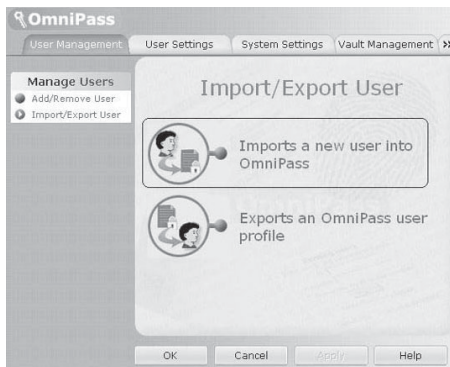 OmniPass
User Management
User Settings
System Settings
Vault Management
Manage Users
Add/Remove User
Import/Export User
Import/Export User
Imports a new user into
OmniPass
Exports an OmniPass user
profile
OK
Cancel
Apply
Help